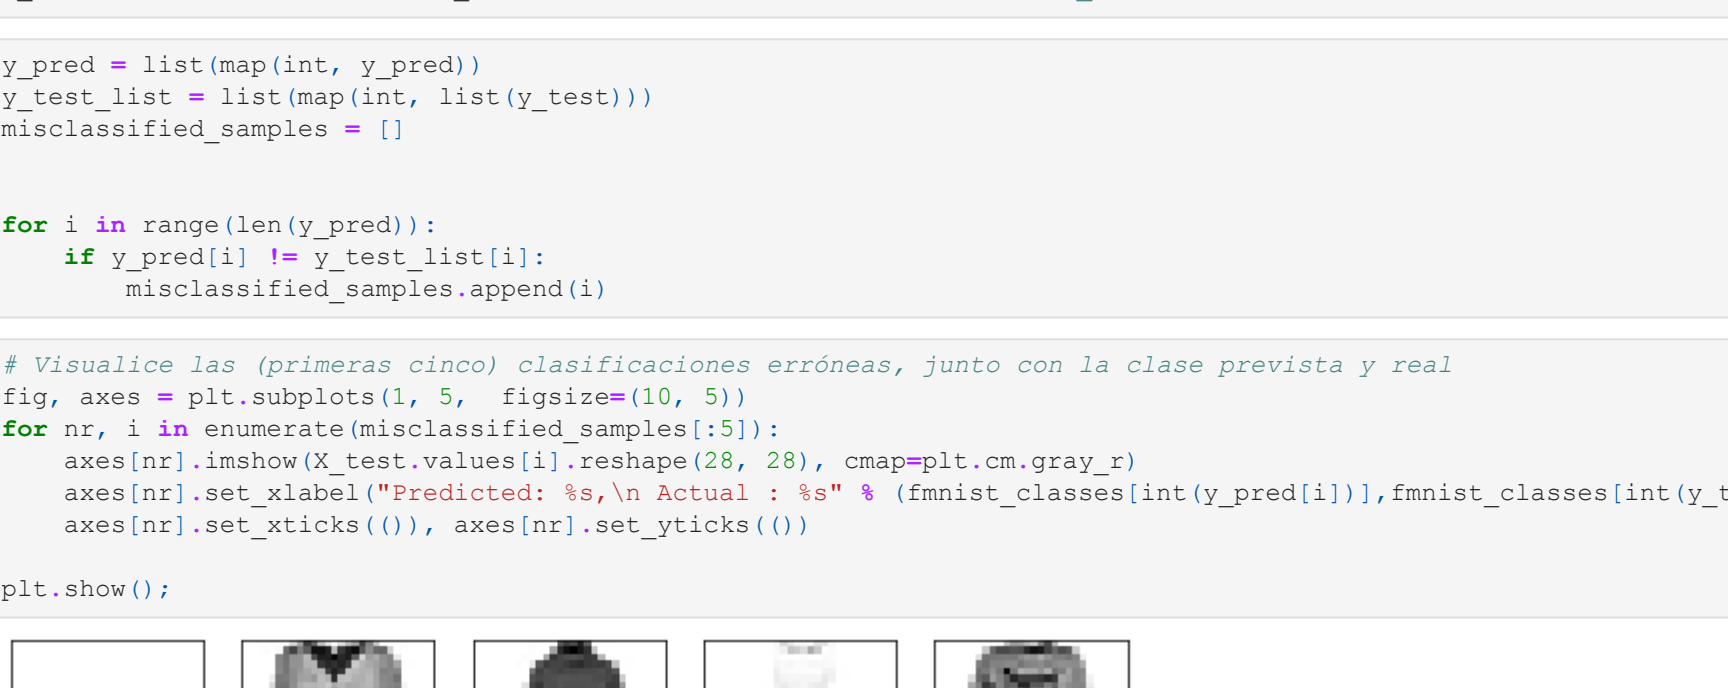 y_pred = list(map(int, y_pred))
y_test_list = list(map(int, list(y_test)))
misclassified_samples = []
for i in range(len(y_pred)):
    if y_pred[i] != y_test_list[i]:
        misclassified_samples.append(i)
# Visualice las (primeras cinco) clasificaciones erróneas, junto con la clase prevista y real
fig, axes = plt.subplots(1, 5,  figsize=(10, 5))
for nr, i in enumerate(misclassified_samples[:5]):
    axes[nr].imshow(X_test.values[i].reshape(28, 28), cmap=plt.cm.gray_r)
    axes[nr].set_xlabel("Predicted: %s,\n Actual : %s" % (fmnist_classes[int(y_pred[i])],fmnist_classes[int(y_t
    axes[nr].set_xticks(()), axes[nr].set_yticks(())
plt.show();